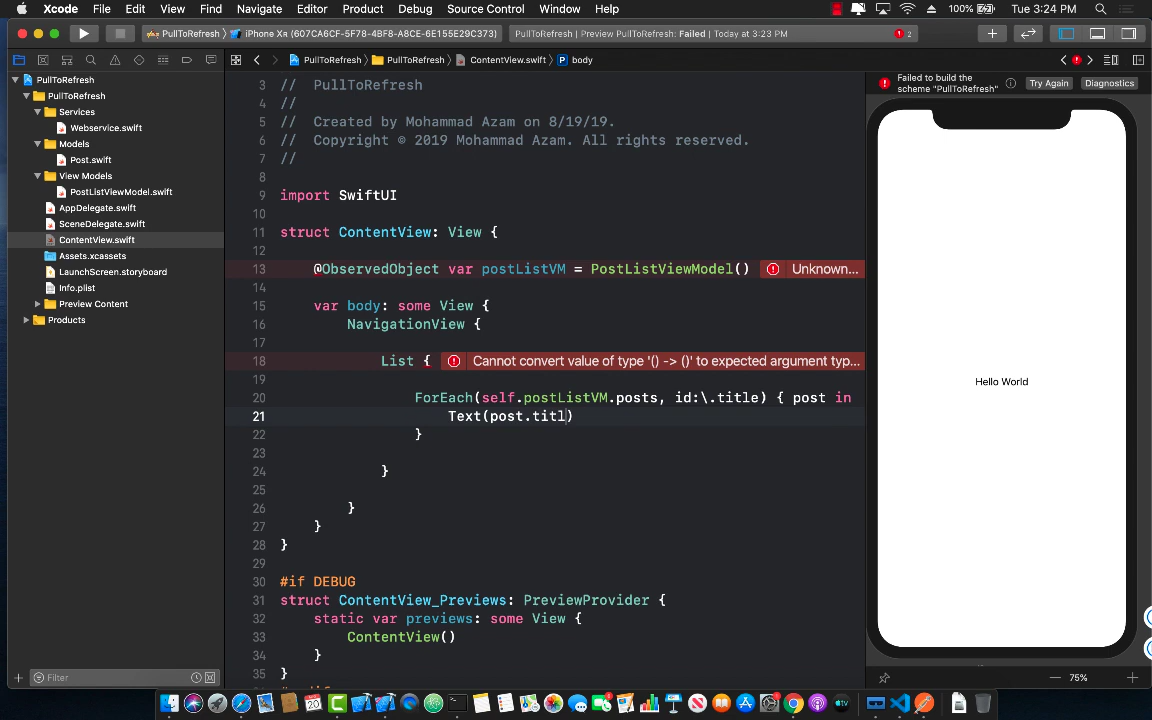 Xcode File Edit View Find Navigate Editor Product Debug Source Control Window Help 100% Tue 3:24 PM
PullToRefresh iPhone Xʀ (607CA6CF-5F78-4BF6-A8CE-6E155E29C373) PullToRefresh | Preview PullToRefresh: Failed | Today at 3:23 PM 2
PullToRefresh PullToRefresh ContentView.swift P body
PullToRefresh
PullToRefresh
Services
Webservice.swift
Models
Post.swift
View Models
PostListViewModel.swift
AppDelegate.swift
SceneDelegate.swift
ContentView.swift
Assets.xcassets
LaunchScreen.storyboard
Info.plist
Preview Content
Products
Filter
3 // PullToRefresh
4 //
5 // Created by Mohammad Azam on 8/19/19.
6 // Copyright © 2019 Mohammad Azam. All rights reserved.
7 //
8
9 import SwiftUI
10
11 struct ContentView: View {
12
13 @ObservedObject var postListVM = PostListViewModel() Unknown...
14
15 var body: some View {
16 NavigationView {
17
18 List { Cannot convert value of type '() -> ()' to expected argument typ...
19
20 ForEach(self.postListVM.posts, id:\.title) { post in
21 Text(post.titl)
22 }
23
24 }
25
26 }
27 }
28 }
29
30 #if DEBUG
31 struct ContentView_Previews: PreviewProvider {
32 static var previews: some View {
33 ContentView()
34 }
35 }
Failed to build the
scheme "PullToRefresh"
Try Again Diagnostics
Hello World
75%